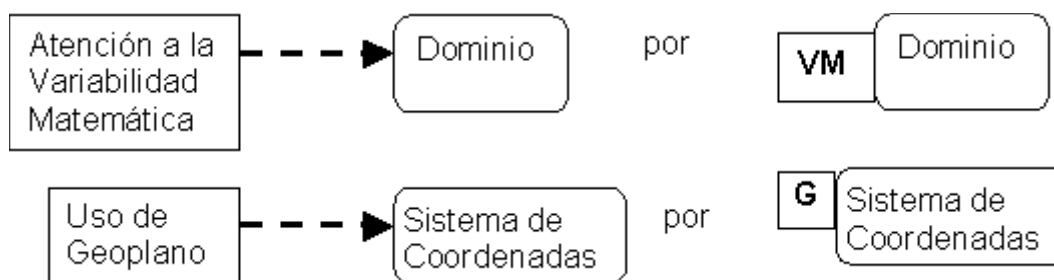 Atención a la
Variabilidad
Matemática
Dominio
por
VM
Dominio
Uso de
Geoplano
Sistema de
Coordenadas
por
G
Sistema de
Coordenadas